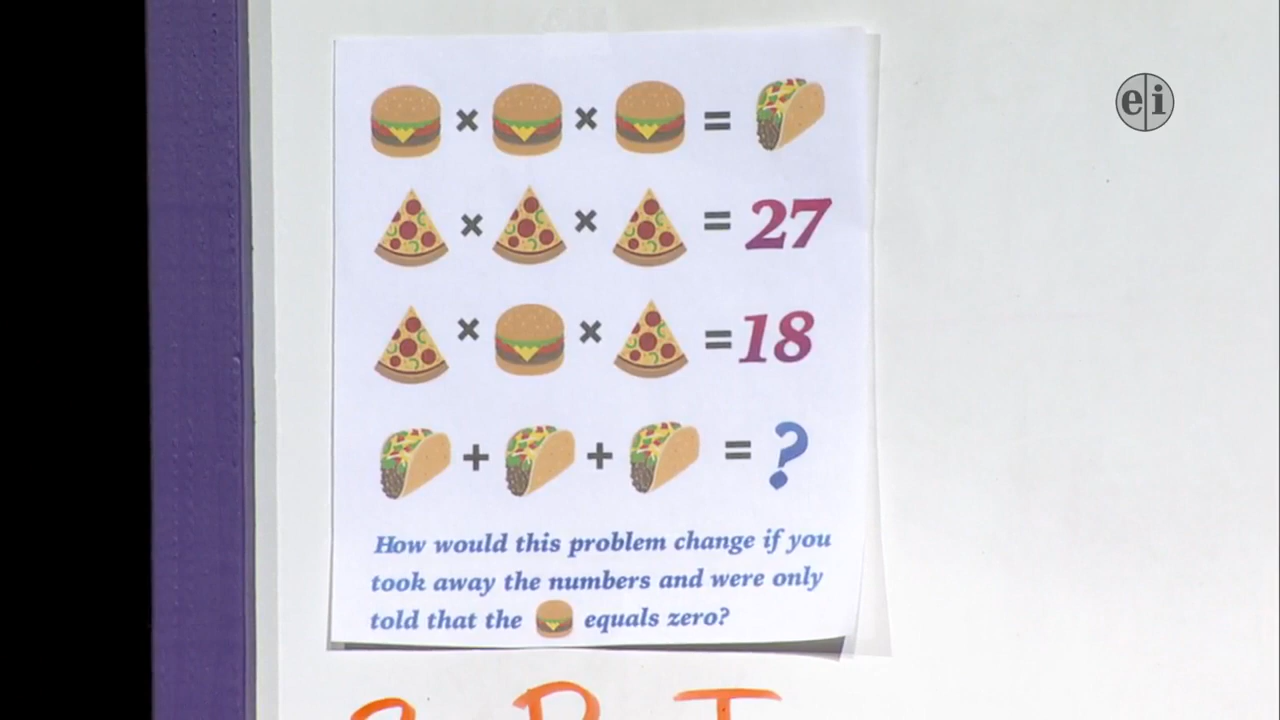 × × =
× × = 27
× × = 18
+ + = ?
How would this problem change if you
took away the numbers and were only
told that the equals zero?
e|i